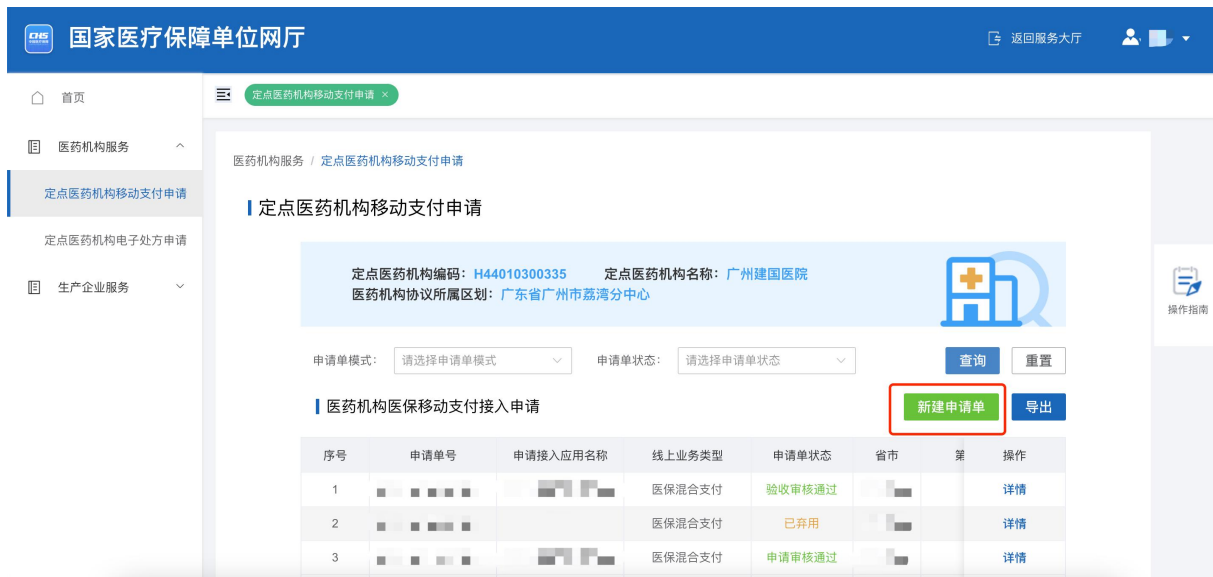 CHS
国家医疗保障单位网厅
返回服务大厅
首页
定点医药机构移动支付申请 ×
医药机构服务
医药机构服务 / 定点医药机构移动支付申请
定点医药机构移动支付申请
定点医药机构移动支付申请
定点医药机构电子处方申请
定点医药机构编码：H44010300335 定点医药机构名称：广州建国医院
生产企业服务
医药机构协议所属区划：广东省广州市荔湾分中心
操作指南
申请单模式： 请选择申请单模式 申请单状态： 请选择申请单状态 查询 重置
医药机构医保移动支付接入申请 新建申请单 导出
序号 申请单号 申请接入应用名称 线上业务类型 申请单状态 省市 第 操作
1 医保混合支付 验收审核通过 详情
2 医保混合支付 已弃用 详情
3 医保混合支付 申请审核通过 详情